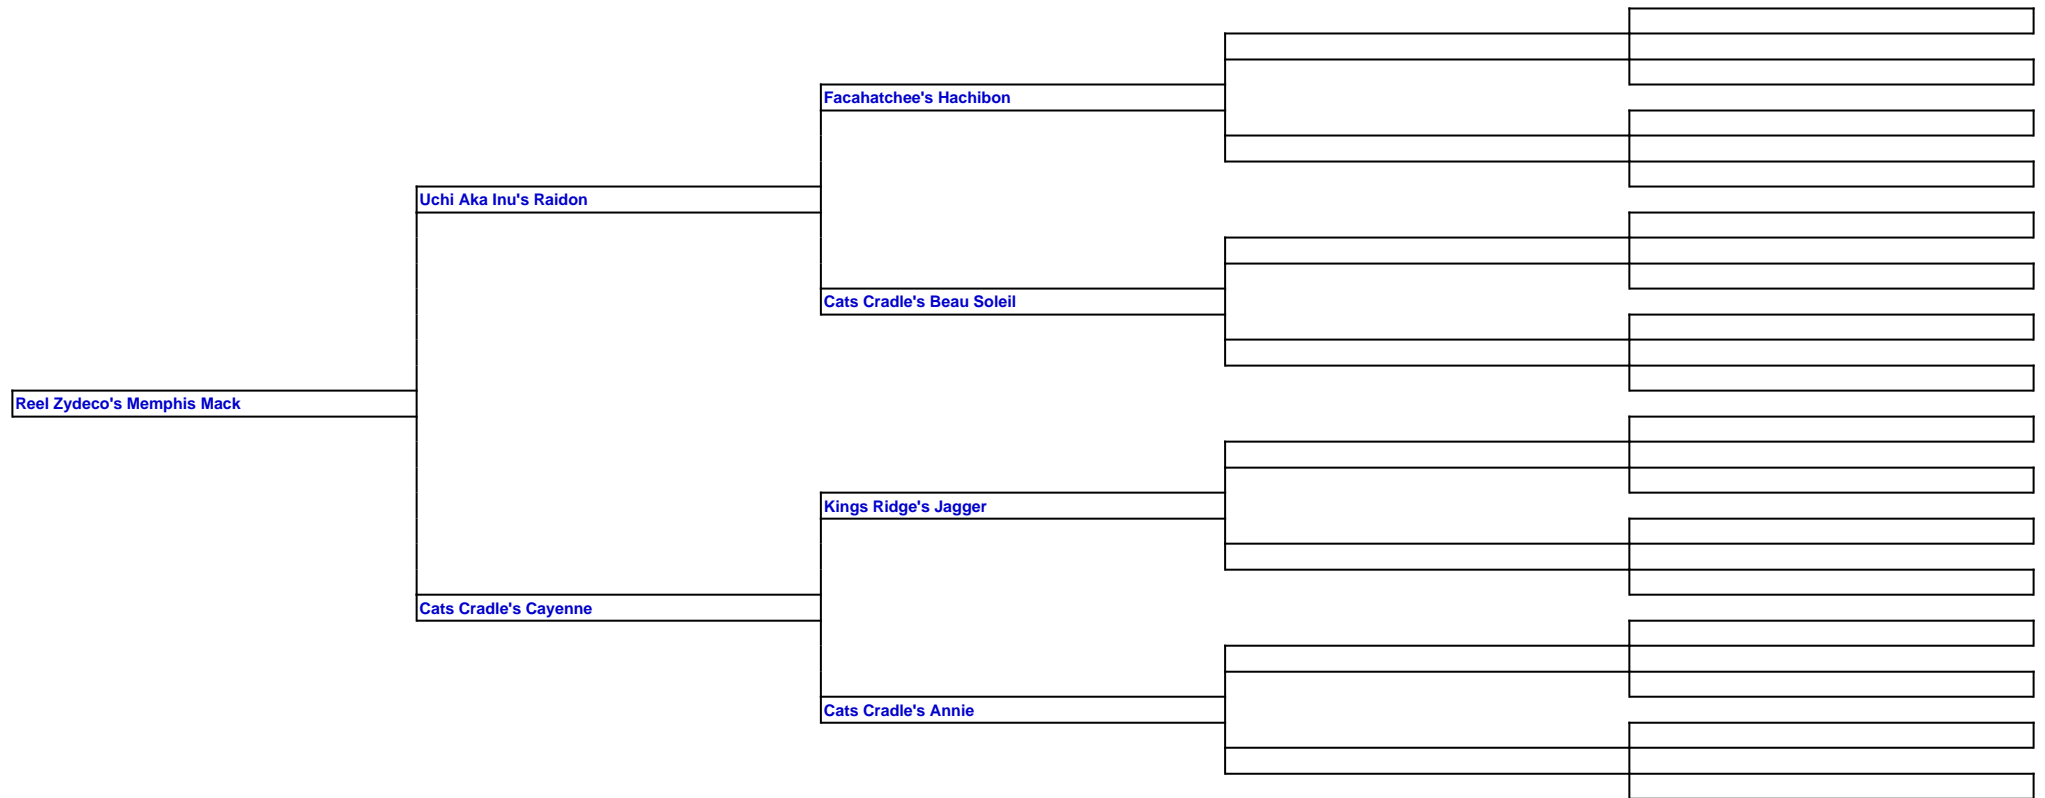 Facahatchee's Hachibon
Uchi Aka Inu's Raidon
Cats Cradle's Beau Soleil
Reel Zydeco's Memphis Mack
Kings Ridge's Jagger
Cats Cradle's Cayenne
Cats Cradle's Annie